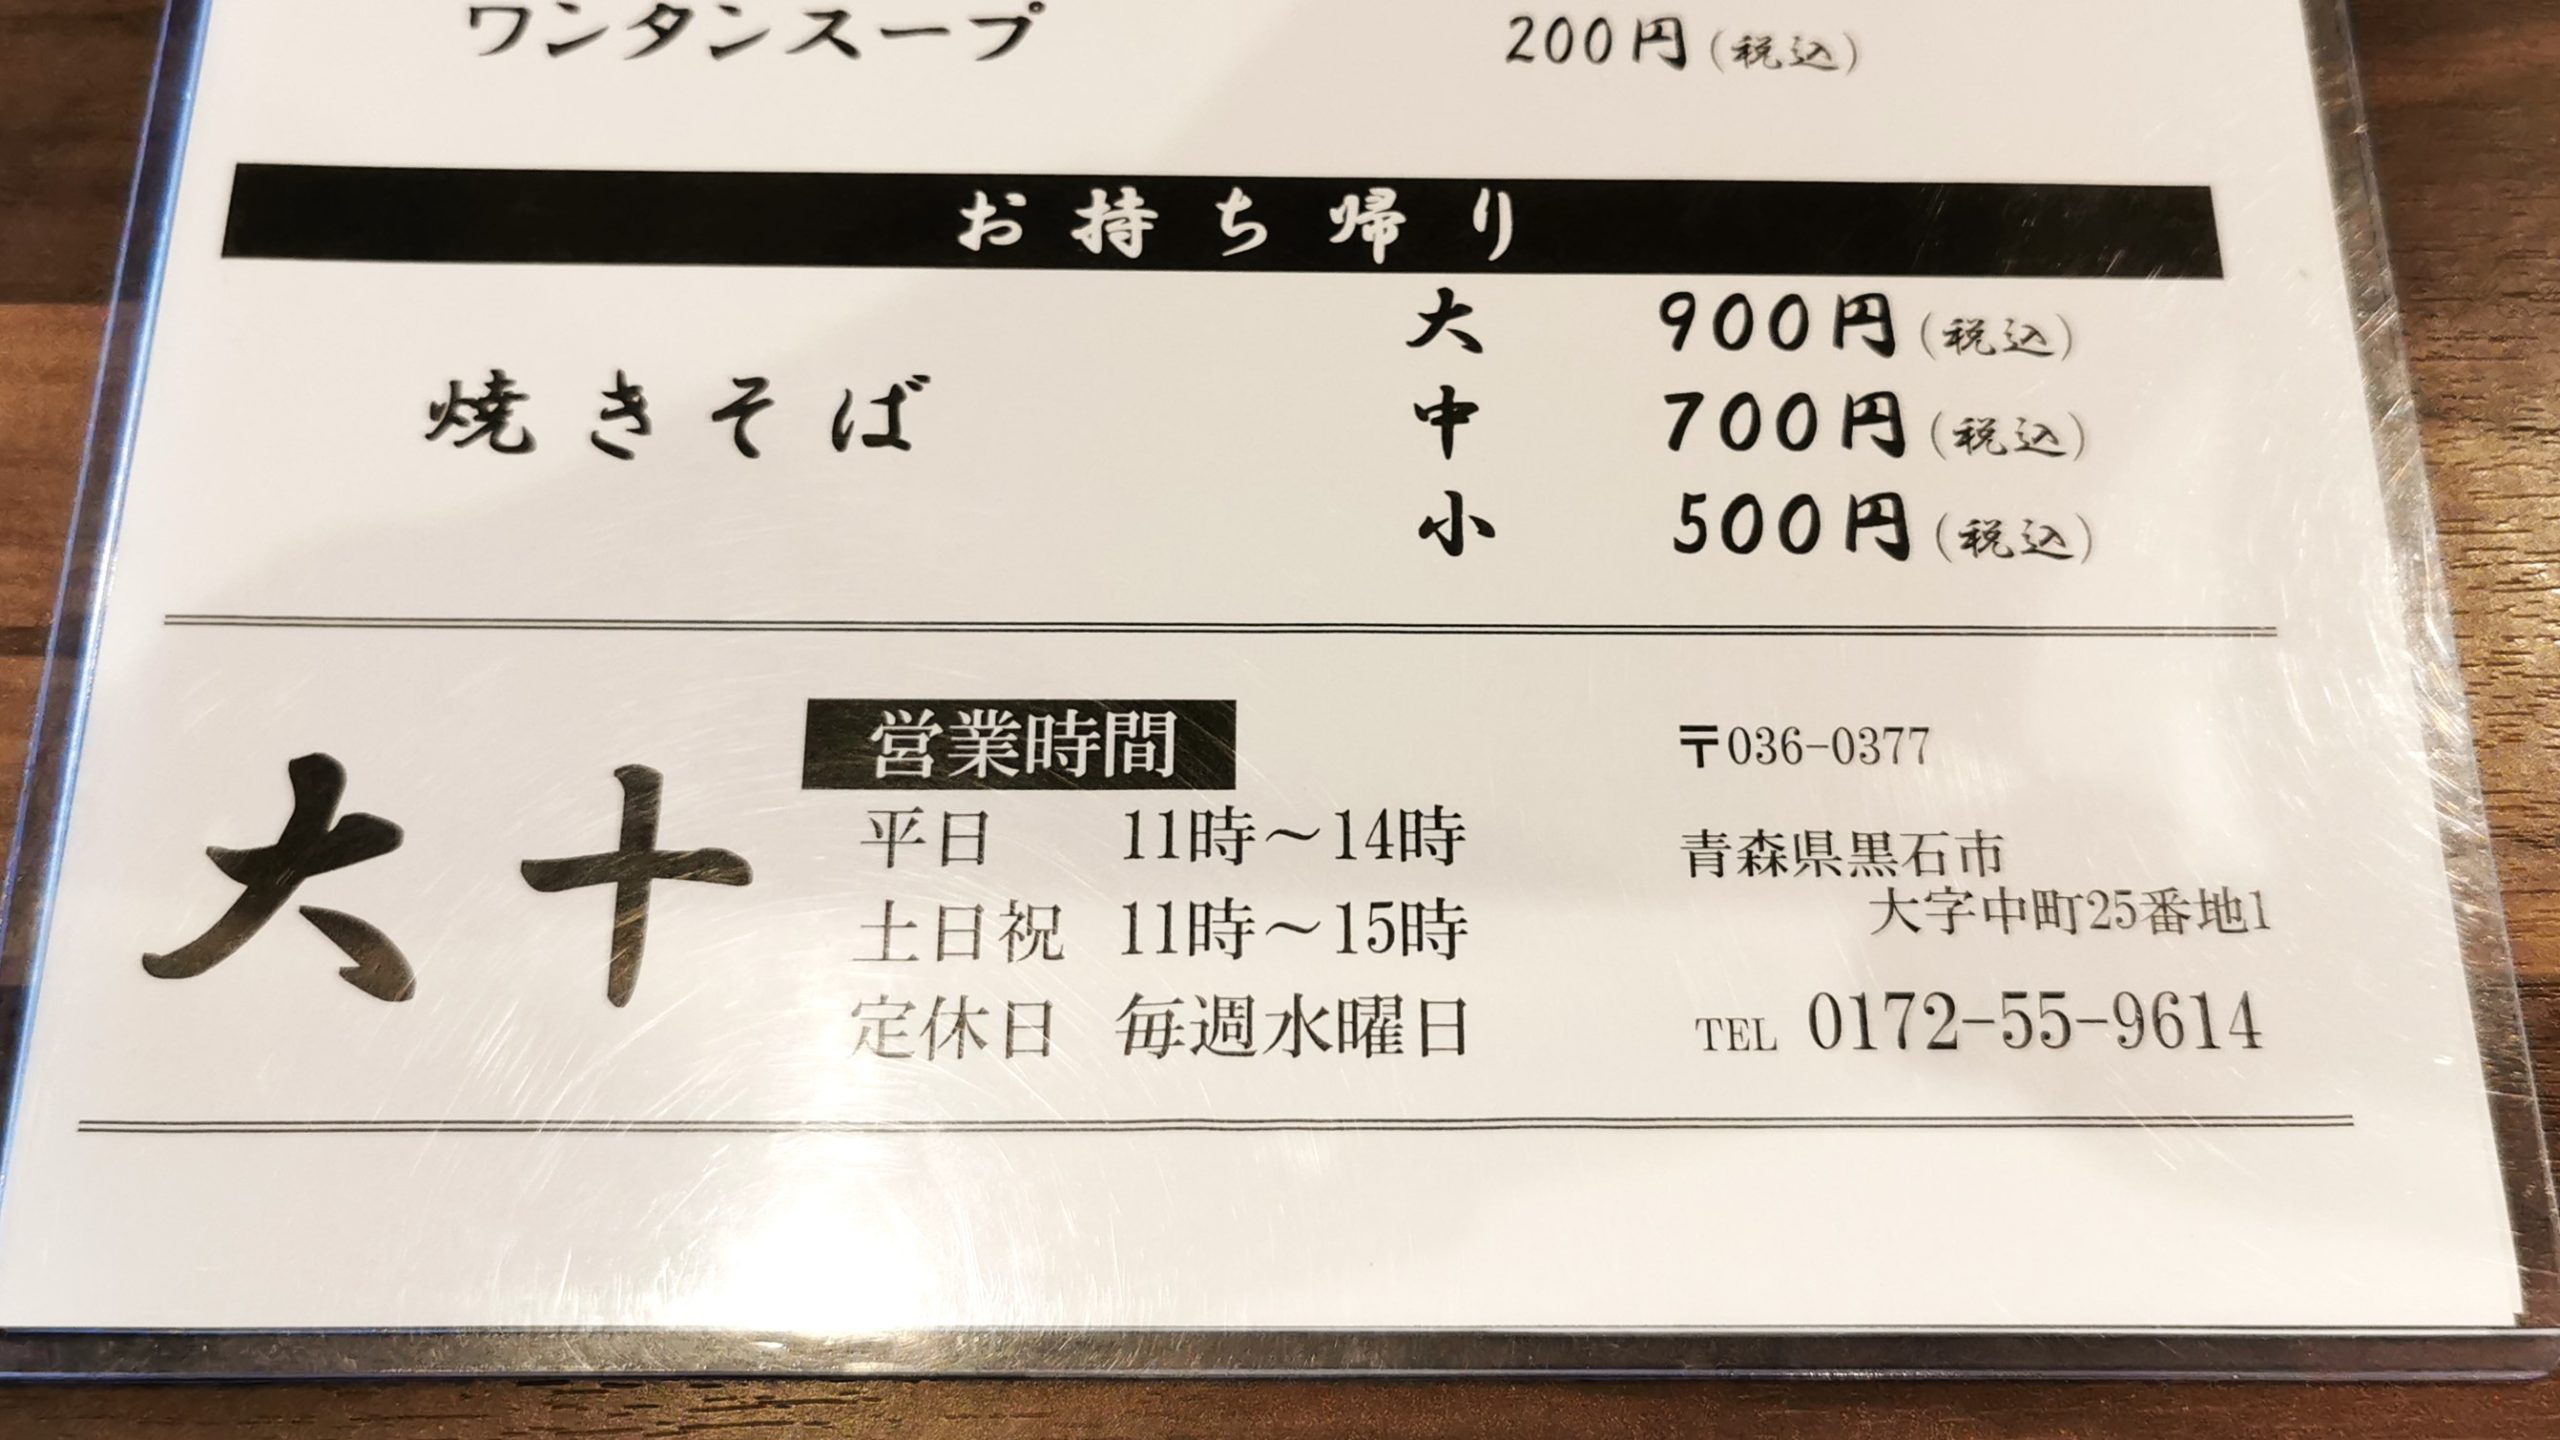 ワンタンスープ 200円(税込)
お持ち帰り
焼きそば
大 900円(税込)
中 700円(税込)
小 500円(税込)
大十
営業時間
平日 11時〜14時
土日祝 11時〜15時
定休日 毎週水曜日
〒036-0377
青森県黒石市
大字中町25番地1
TEL 0172-55-9614